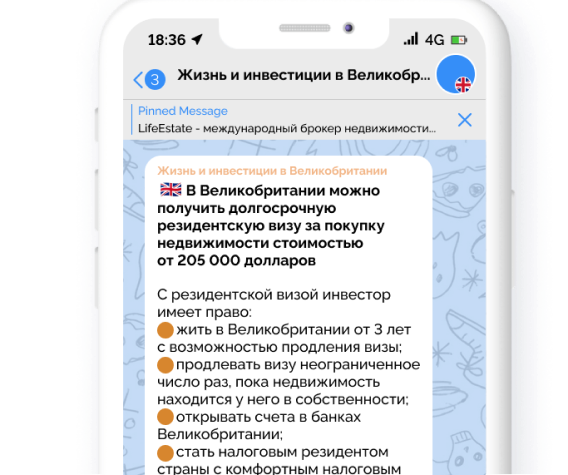 18:36
4G
3
Жизнь и инвестиции в Великобр...
Pinned Message
LifeEstate - международный брокер недвижимости...
Жизнь и инвестиции в Великобритании
🇬🇧 В Великобритании можно
получить долгосрочную
резидентскую визу за покупку
недвижимости стоимостью
от 205 000 долларов
С резидентской визой инвестор
имеет право:
🟠 жить в Великобритании от 3 лет
с возможностью продления визы;
🟠 продлевать визу неограниченное
число раз, пока недвижимость
находится у него в собственности;
🟠 открывать счета в банках
Великобритании;
🟠 стать налоговым резидентом
страны с комфортным налоговым